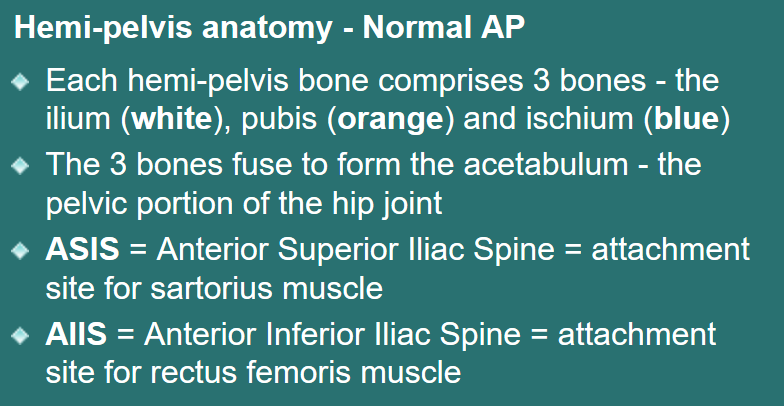 Hemi-pelvis anatomy - Normal AP
Each hemi-pelvis bone comprises 3 bones - the
ilium (white), pubis (orange) and ischium (blue)
The 3 bones fuse to form the acetabulum - the
pelvic portion of the hip joint
ASIS = Anterior Superior Iliac Spine = attachment
site for sartorius muscle
AIIS = Anterior Inferior Iliac Spine = attachment
site for rectus femoris muscle